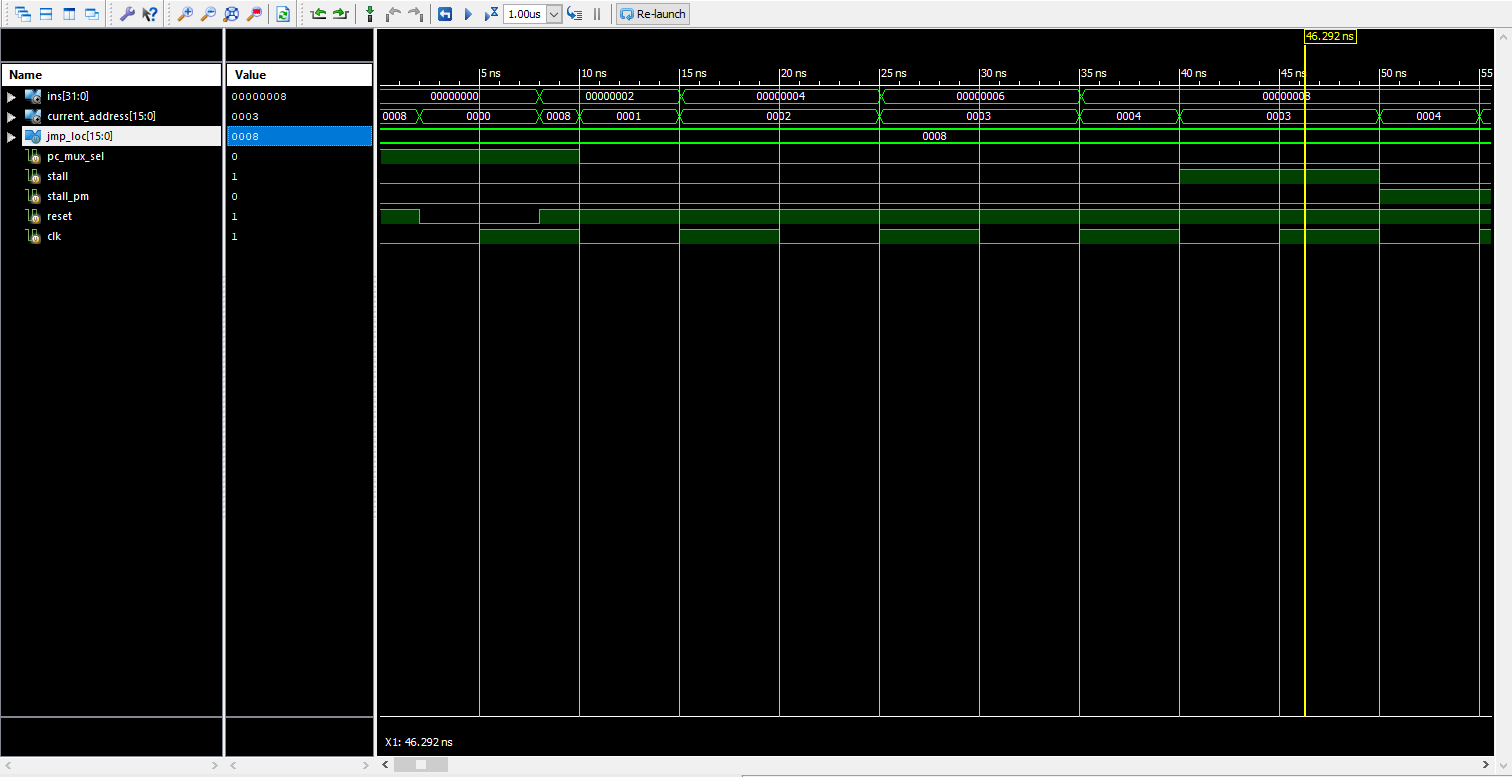 1.00us Re-launch
46.292 ns
Name Value
5 ns 10 ns 15 ns 20 ns 25 ns 30 ns 35 ns 40 ns 45 ns 50 ns 55
ins[31:0] 00000008 00000000 00000002 00000004 00000006 00000008
current_address[15:0] 0003 0008 0000 0008 0001 0002 0003 0004 0003 0004
jmp_loc[15:0] 0008 0008
pc_mux_sel 0
stall 1
stall_pm 0
reset 1
clk 1
X1: 46.292 ns